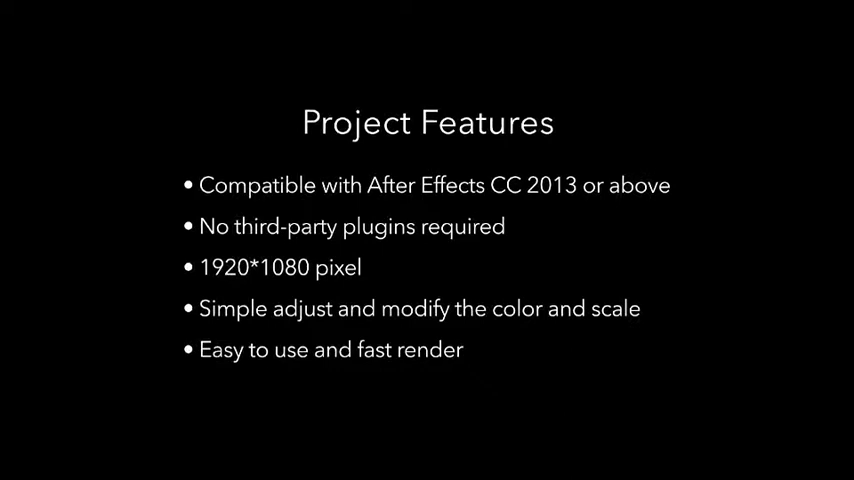 Project Features
• Compatible with After Effects CC 2013 or above
• No third-party plugins required
• 1920*1080 pixel
• Simple adjust and modify the color and scale
• Easy to use and fast render